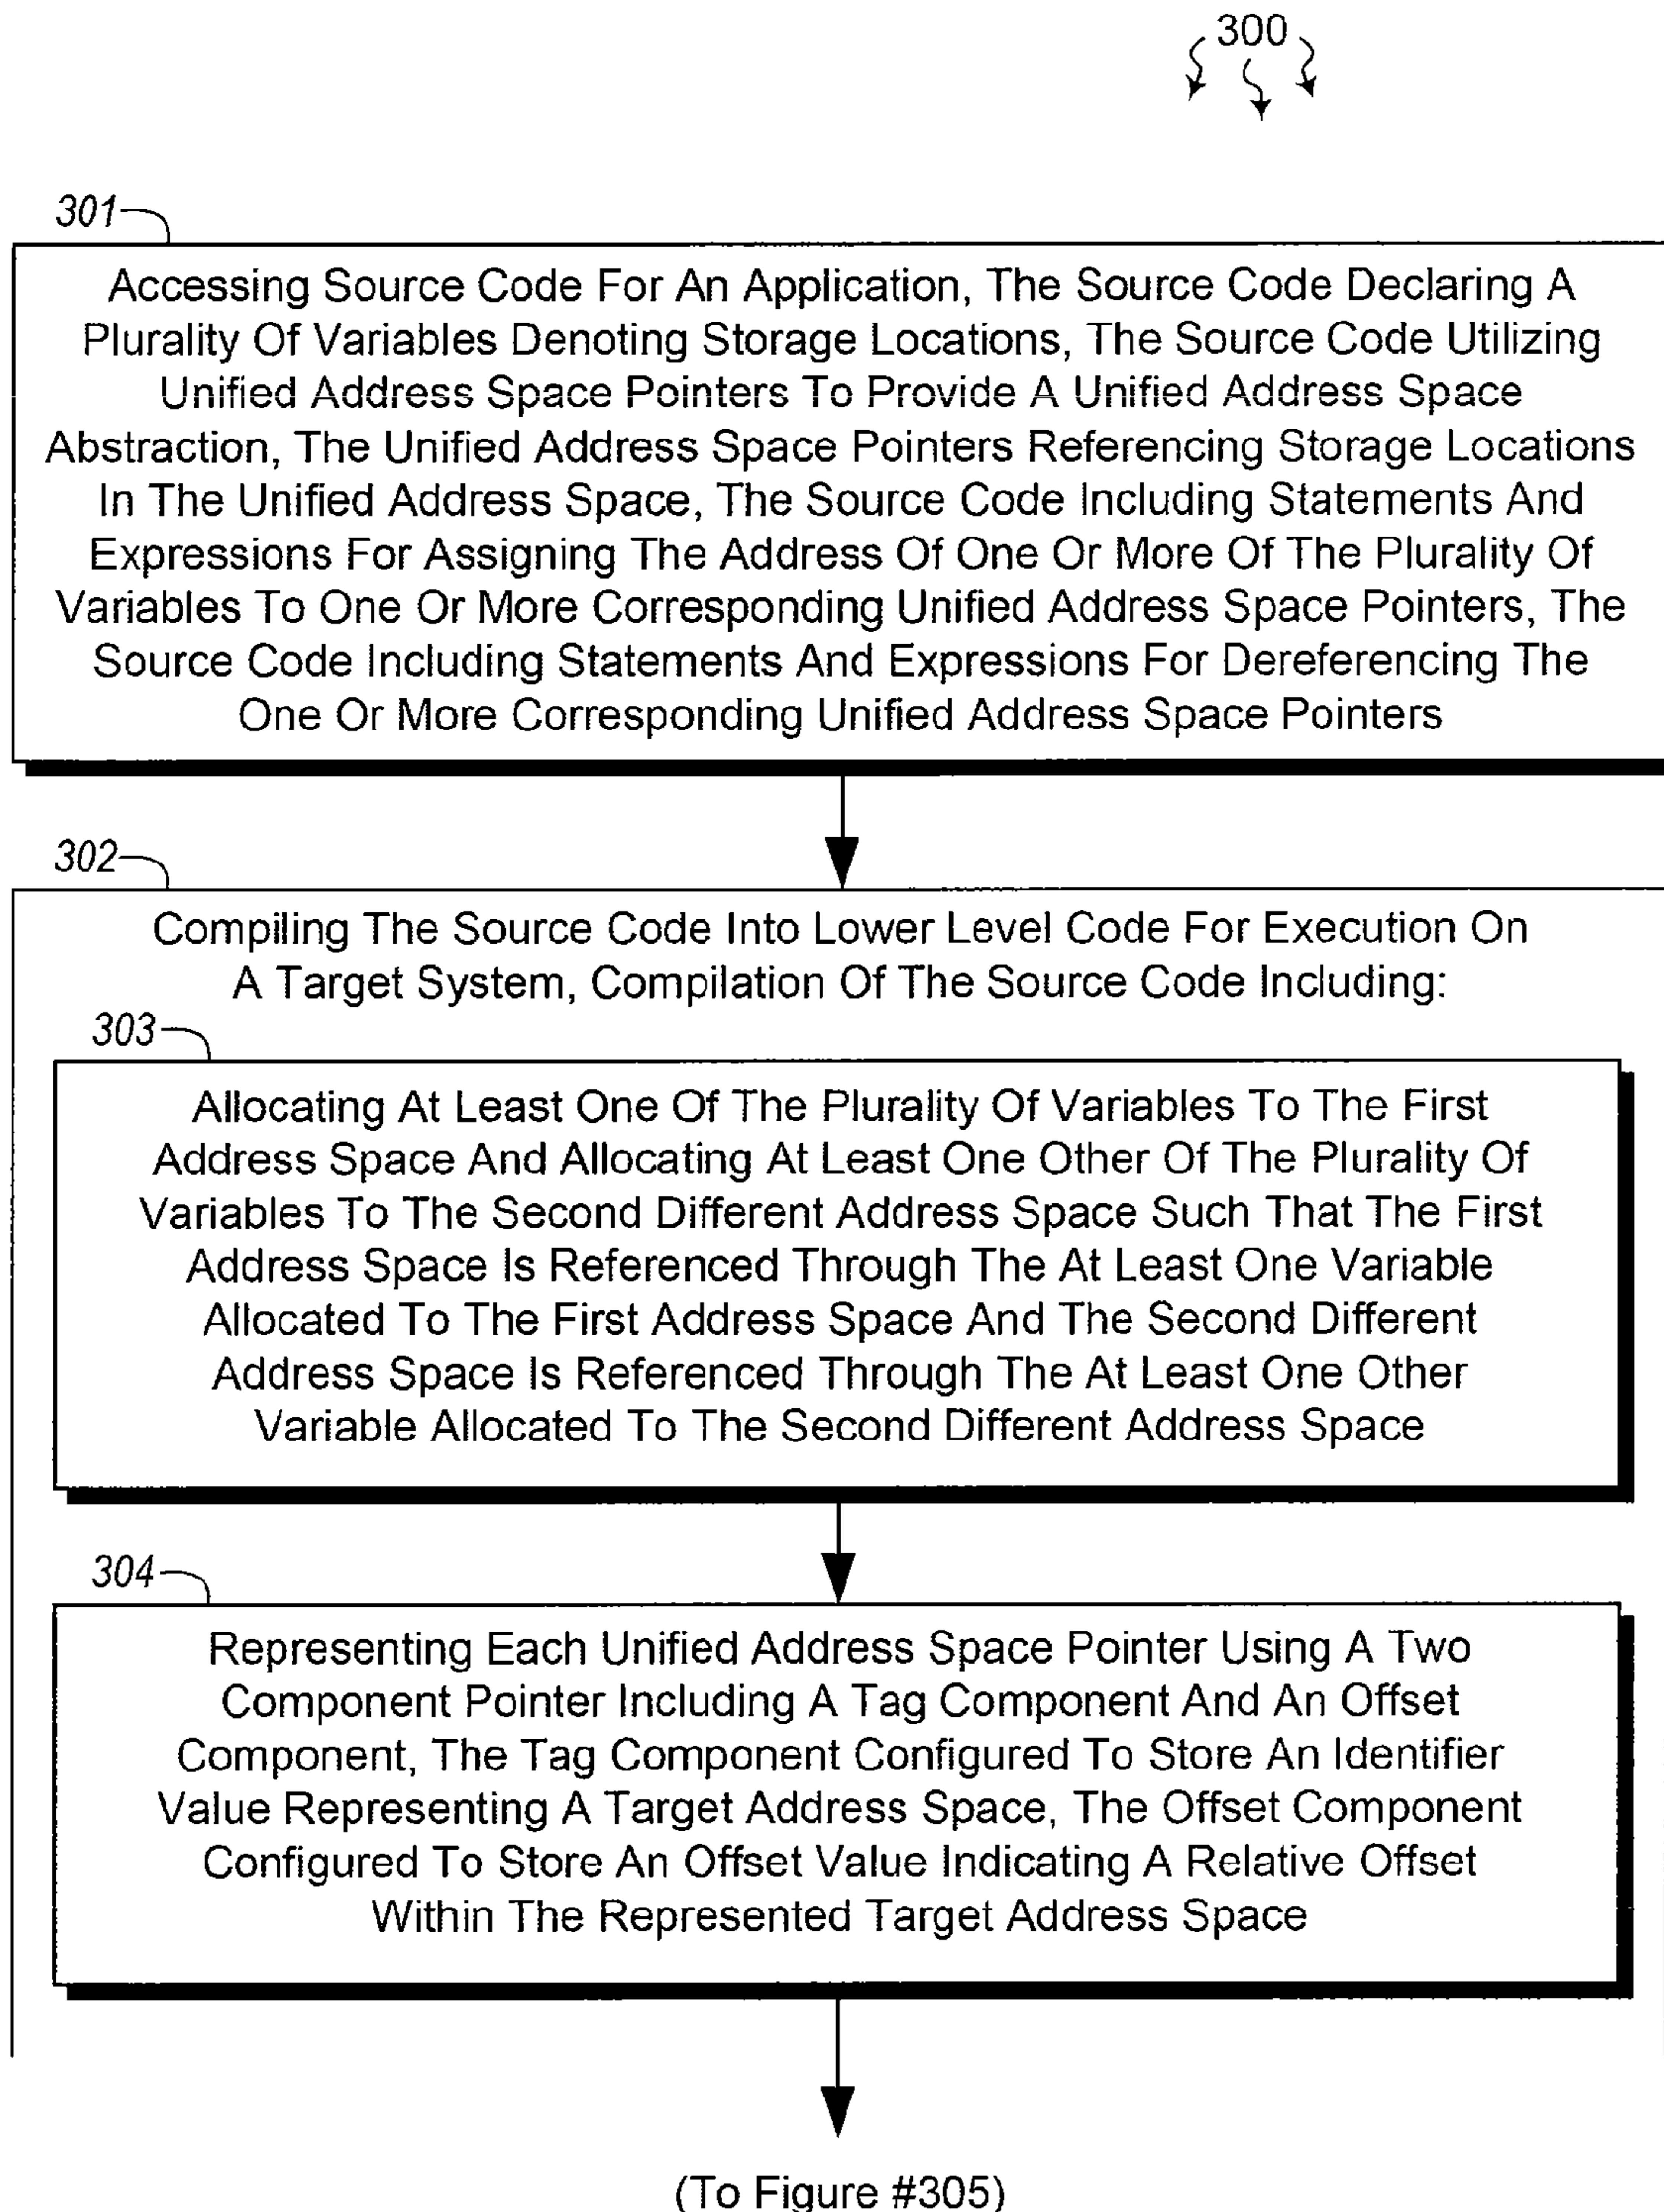 300
301
Accessing Source Code For An Application, The Source Code Declaring A
Plurality Of Variables Denoting Storage Locations, The Source Code Utilizing
Unified Address Space Pointers To Provide A Unified Address Space
Abstraction, The Unified Address Space Pointers Referencing Storage Locations
In The Unified Address Space, The Source Code Including Statements And
Expressions For Assigning The Address Of One Or More Of The Plurality Of
Variables To One Or More Corresponding Unified Address Space Pointers, The
Source Code Including Statements And Expressions For Dereferencing The
One Or More Corresponding Unified Address Space Pointers
302
Compiling The Source Code Into Lower Level Code For Execution On
A Target System, Compilation Of The Source Code Including:
303
Allocating At Least One Of The Plurality Of Variables To The First
Address Space And Allocating At Least One Other Of The Plurality Of
Variables To The Second Different Address Space Such That The First
Address Space Is Referenced Through The At Least One Variable
Allocated To The First Address Space And The Second Different
Address Space Is Referenced Through The At Least One Other
Variable Allocated To The Second Different Address Space
304
Representing Each Unified Address Space Pointer Using A Two
Component Pointer Including A Tag Component And An Offset
Component, The Tag Component Configured To Store An Identifier
Value Representing A Target Address Space, The Offset Component
Configured To Store An Offset Value Indicating A Relative Offset
Within The Represented Target Address Space
(To Figure #305)